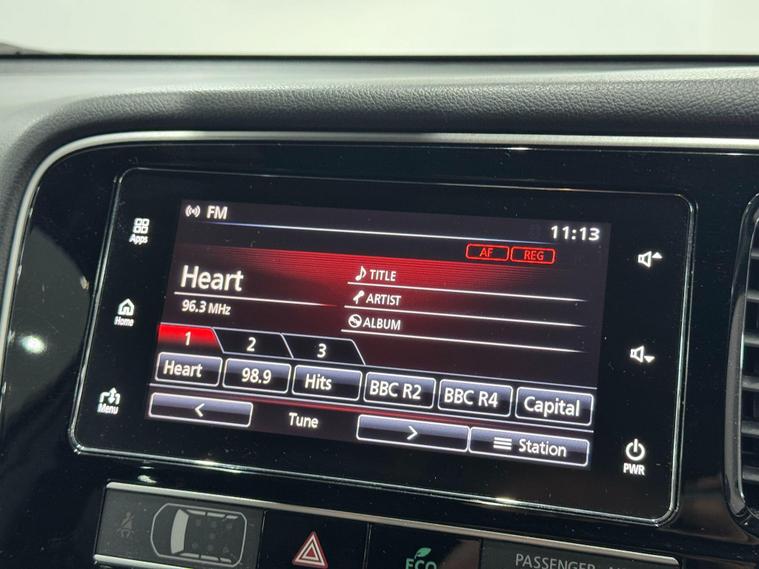 FM
11:13
Apps
AF REG
Heart
TITLE
96.3 MHz
ARTIST
ALBUM
Home
1 2 3
Heart 98.9 Hits BBC R2 BBC R4 Capital
Menu
< Tune > Station
PWR
ECO
PASSENGER